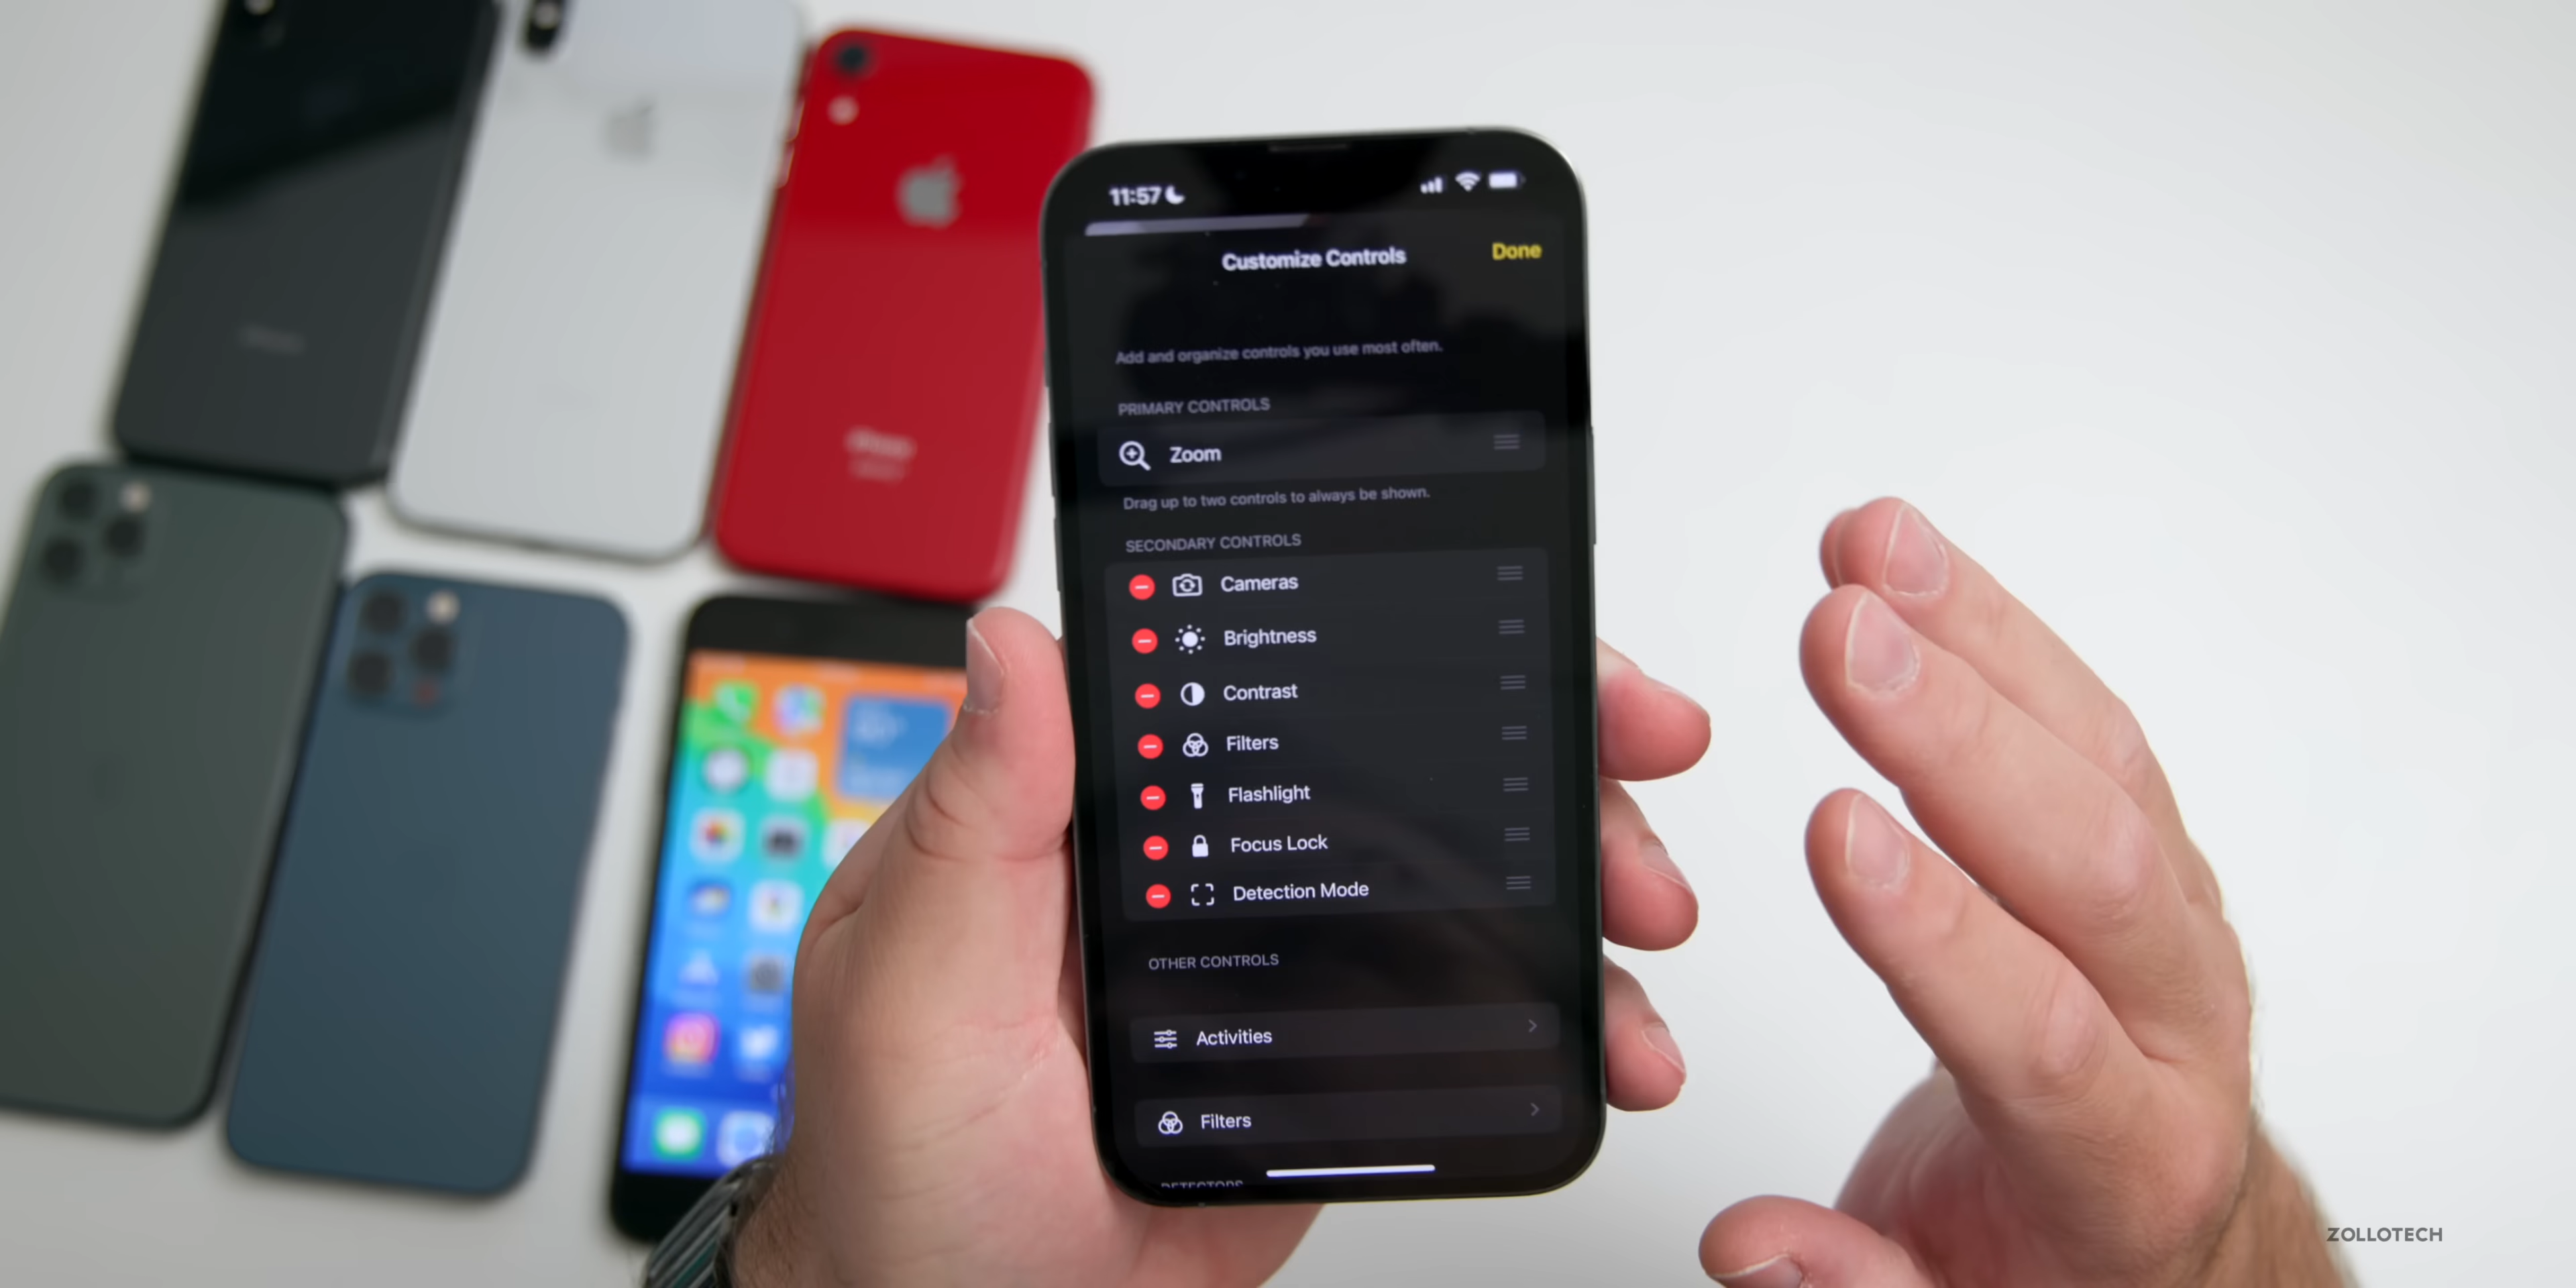 11:57
Customize Controls
Done
Add and organize controls you use most often.
PRIMARY CONTROLS
Zoom
Drag up to two controls to always be shown.
SECONDARY CONTROLS
Cameras
Brightness
Contrast
Filters
Flashlight
Focus Lock
Detection Mode
OTHER CONTROLS
Activities
Filters
DETECTORS
ZOLLOTECH